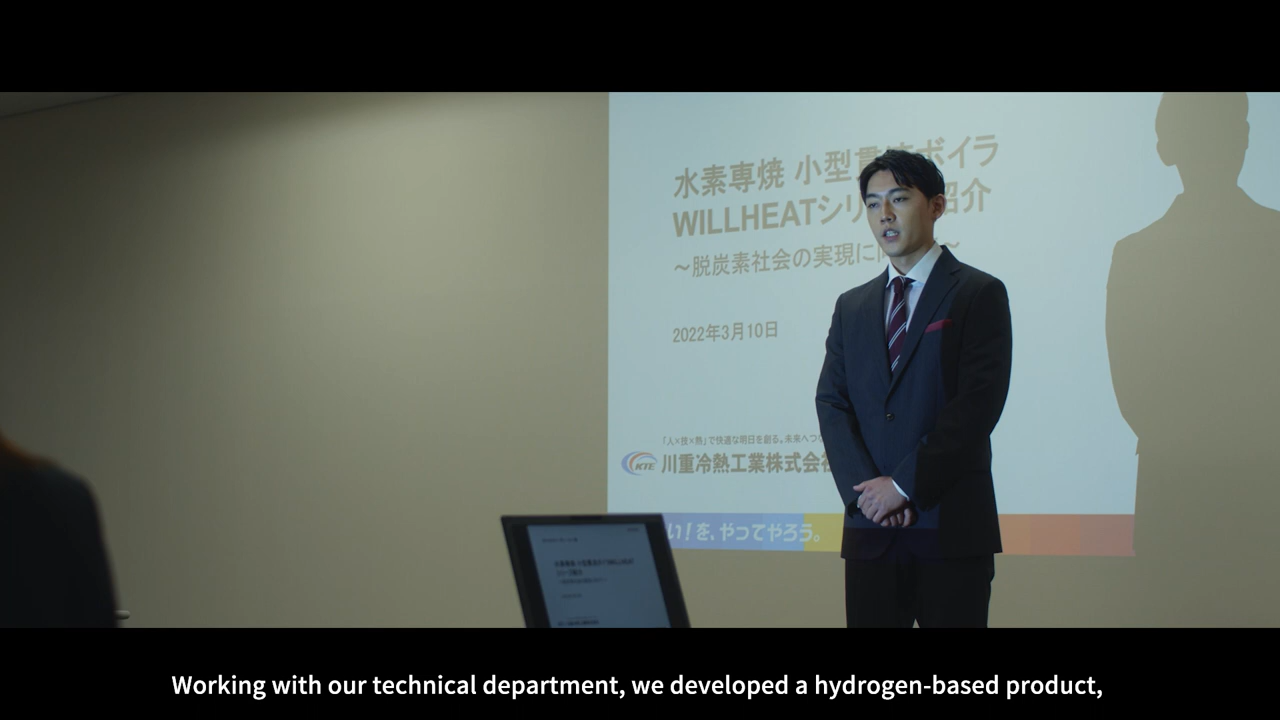 水素専焼 小型貫流ボイラ
WILLHEATシリ 紹介
～脱炭素社会の実現に向 ～
2022年3月10日
「人×技×熱」で快適な明日を創る。未来へつ
KTE 川重冷熱工業株式会社
い!を、やってやろう。
Working with our technical department, we developed a hydrogen-based product,